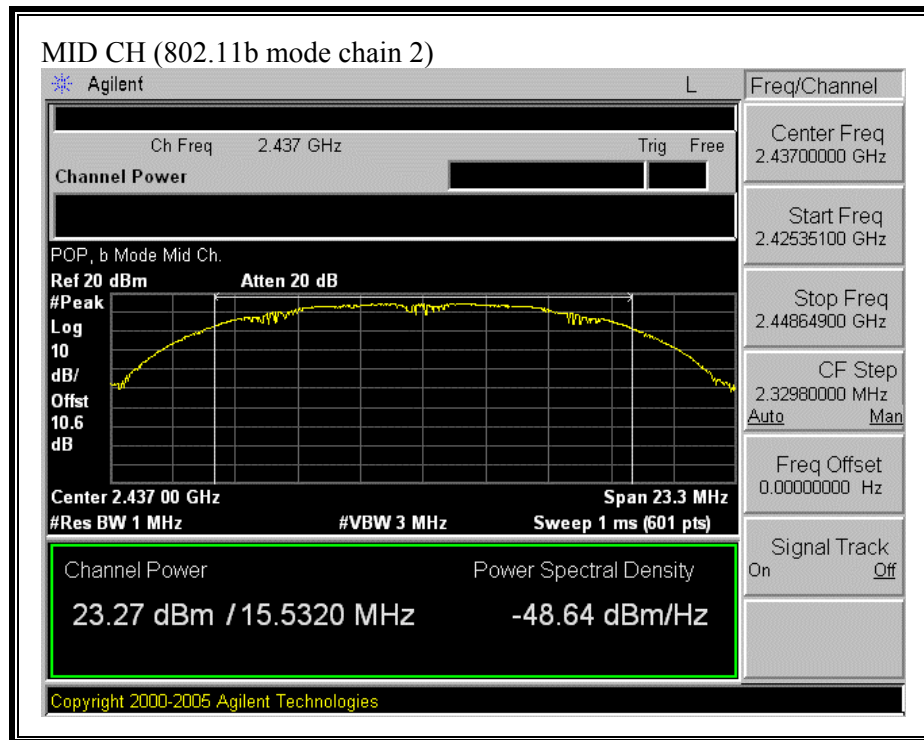 MID CH (802.11b mode chain 2)
Agilent L Freq/Channel
Ch Freq 2.437 GHz Trig Free
Channel Power
Center Freq
2.43700000 GHz
Start Freq
2.42535100 GHz
Stop Freq
2.44864900 GHz
CF Step
2.32980000 MHz
Auto Man
Freq Offset
0.00000000 Hz
Signal Track
On Off
POP, b Mode Mid Ch.
Ref 20 dBm Atten 20 dB
#Peak
Log
10
dB/
Offst
10.6
dB
Center 2.437 00 GHz Span 23.3 MHz
#Res BW 1 MHz #VBW 3 MHz Sweep 1 ms (601 pts)
Channel Power Power Spectral Density
23.27 dBm / 15.5320 MHz -48.64 dBm/Hz
Copyright 2000-2005 Agilent Technologies